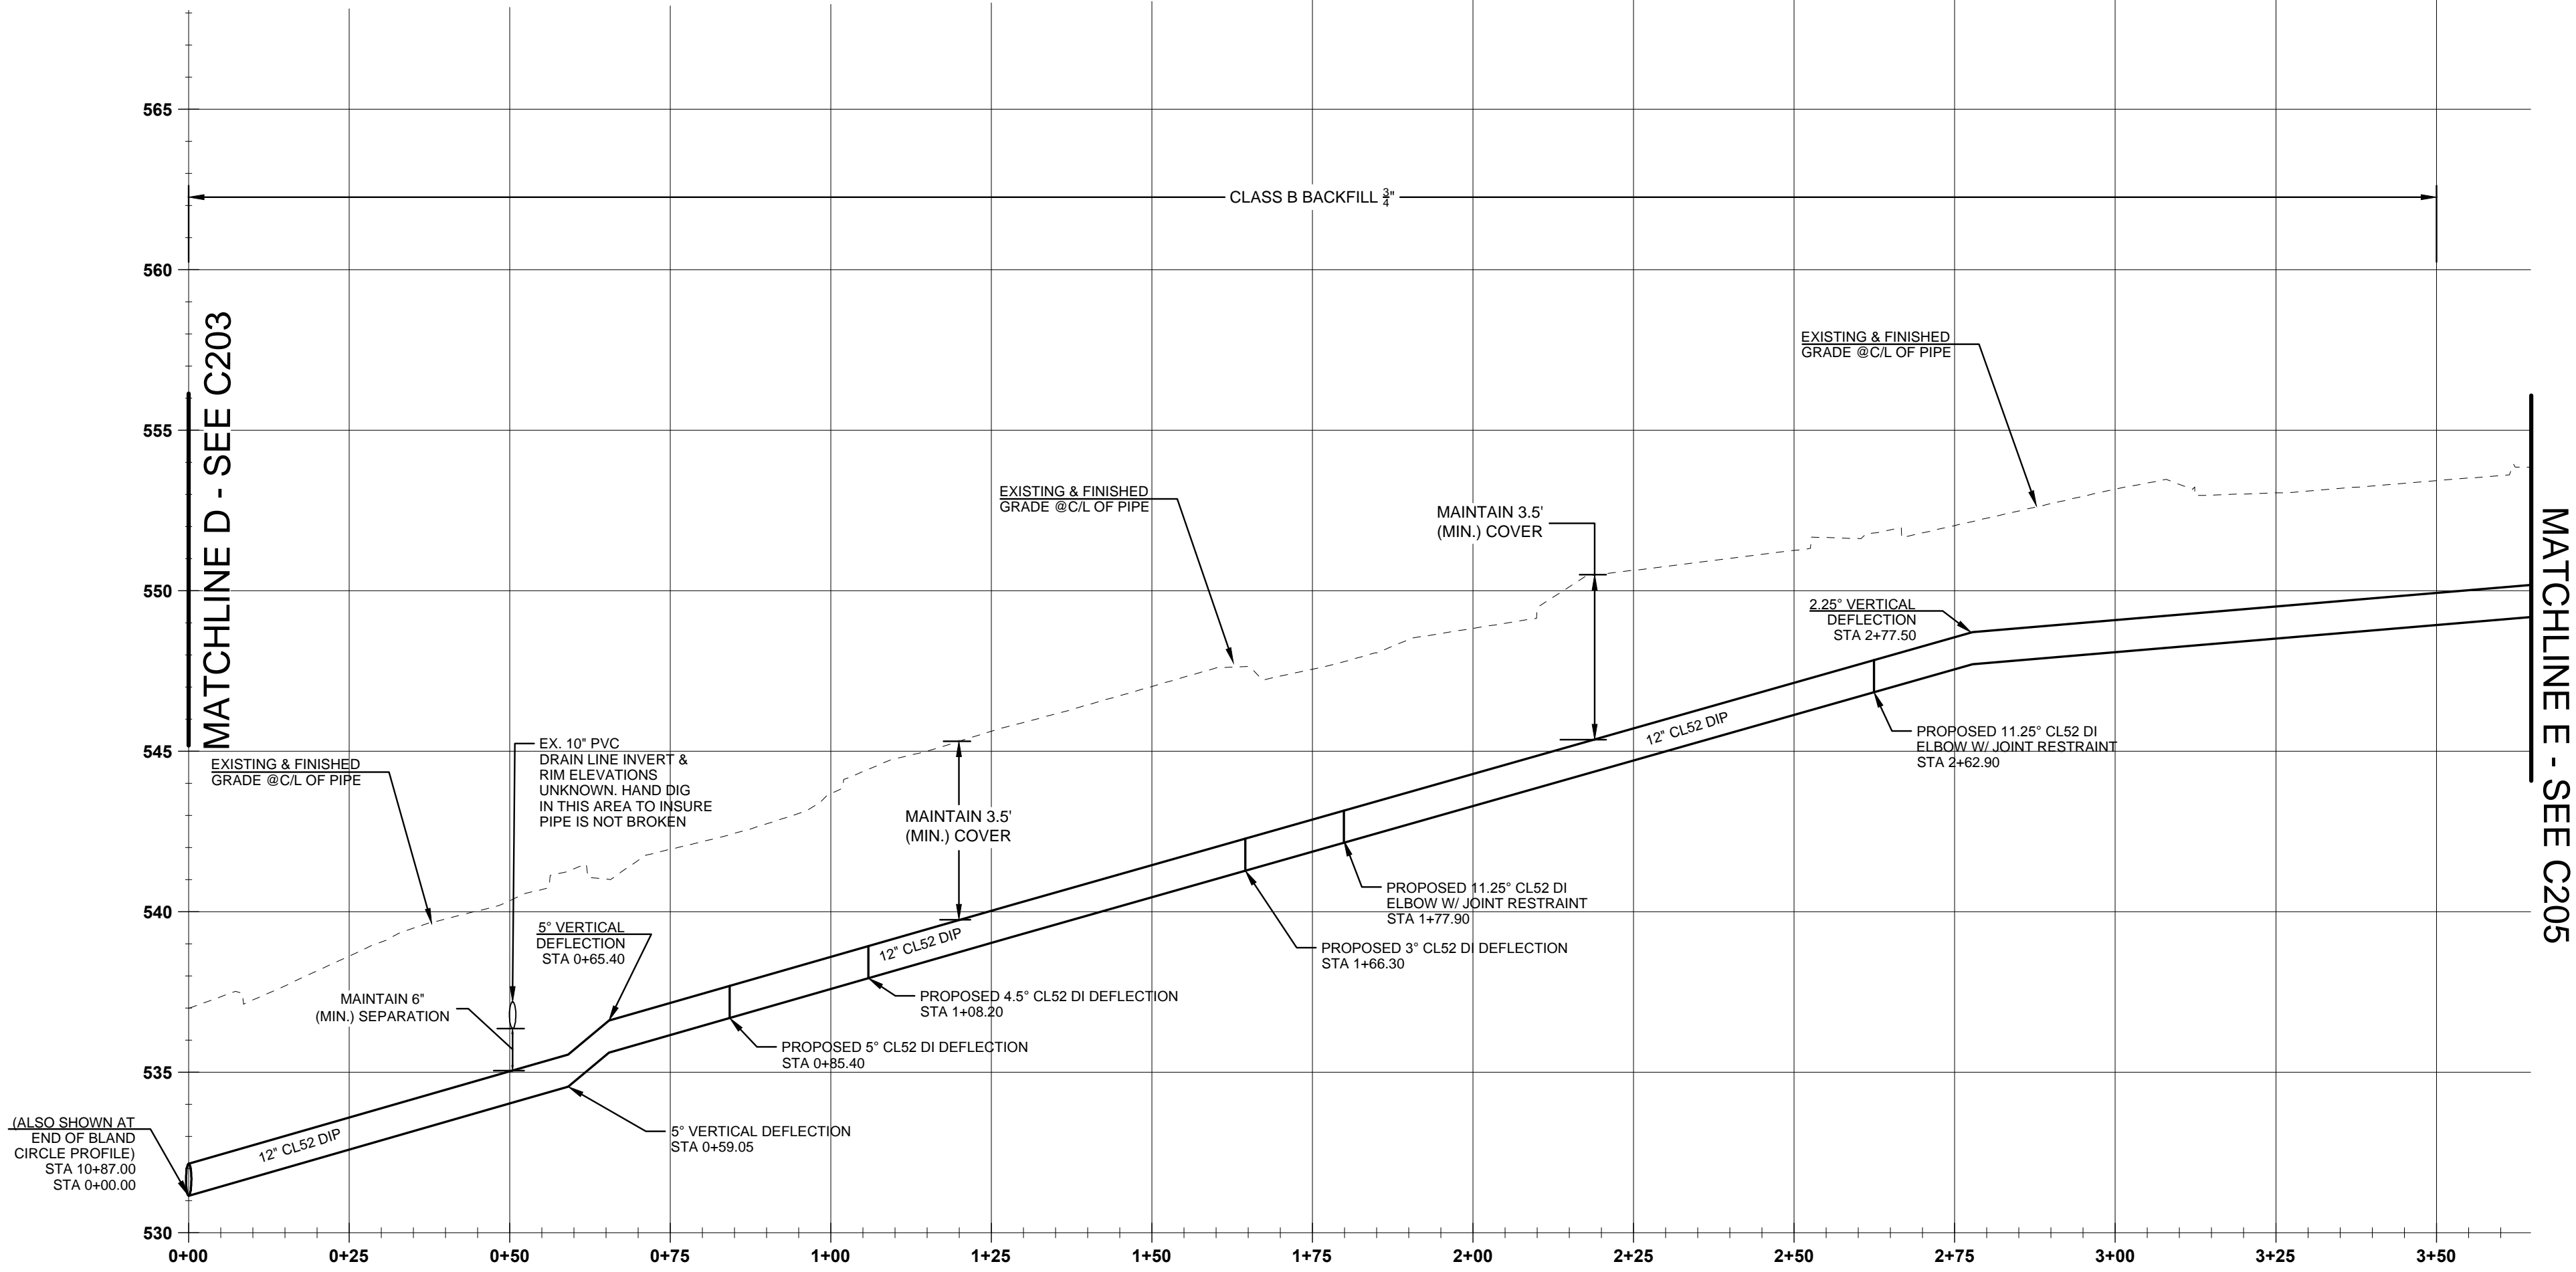 565
CLASS B BACKFILL 3/4"
560
MATCHLINE D - SEE C203
EXISTING & FINISHED
GRADE @C/L OF PIPE
555
EXISTING & FINISHED
GRADE @C/L OF PIPE
MAINTAIN 3.5'
(MIN.) COVER
MATCHLINE E - SEE C205
550
2.25° VERTICAL
DEFLECTION
STA 2+77.50
12" CL52 DIP
PROPOSED 11.25° CL52 DI
ELBOW W/ JOINT RESTRAINT
STA 2+62.90
545
EX. 10" PVC
DRAIN LINE INVERT &
RIM ELEVATIONS
UNKNOWN. HAND DIG
IN THIS AREA TO INSURE
PIPE IS NOT BROKEN
EXISTING & FINISHED
GRADE @C/L OF PIPE
MAINTAIN 3.5'
(MIN.) COVER
PROPOSED 11.25° CL52 DI
ELBOW W/ JOINT RESTRAINT
STA 1+77.90
540
5° VERTICAL
DEFLECTION
STA 0+65.40
12" CL52 DIP
PROPOSED 3° CL52 DI DEFLECTION
STA 1+66.30
MAINTAIN 6"
(MIN.) SEPARATION
PROPOSED 4.5° CL52 DI DEFLECTION
STA 1+08.20
PROPOSED 5° CL52 DI DEFLECTION
STA 0+85.40
535
(ALSO SHOWN AT
END OF BLAND
CIRCLE PROFILE)
STA 10+87.00
STA 0+00.00
12" CL52 DIP
5° VERTICAL DEFLECTION
STA 0+59.05
530
0+00 0+25 0+50 0+75 1+00 1+25 1+50 1+75 2+00 2+25 2+50 2+75 3+00 3+25 3+50